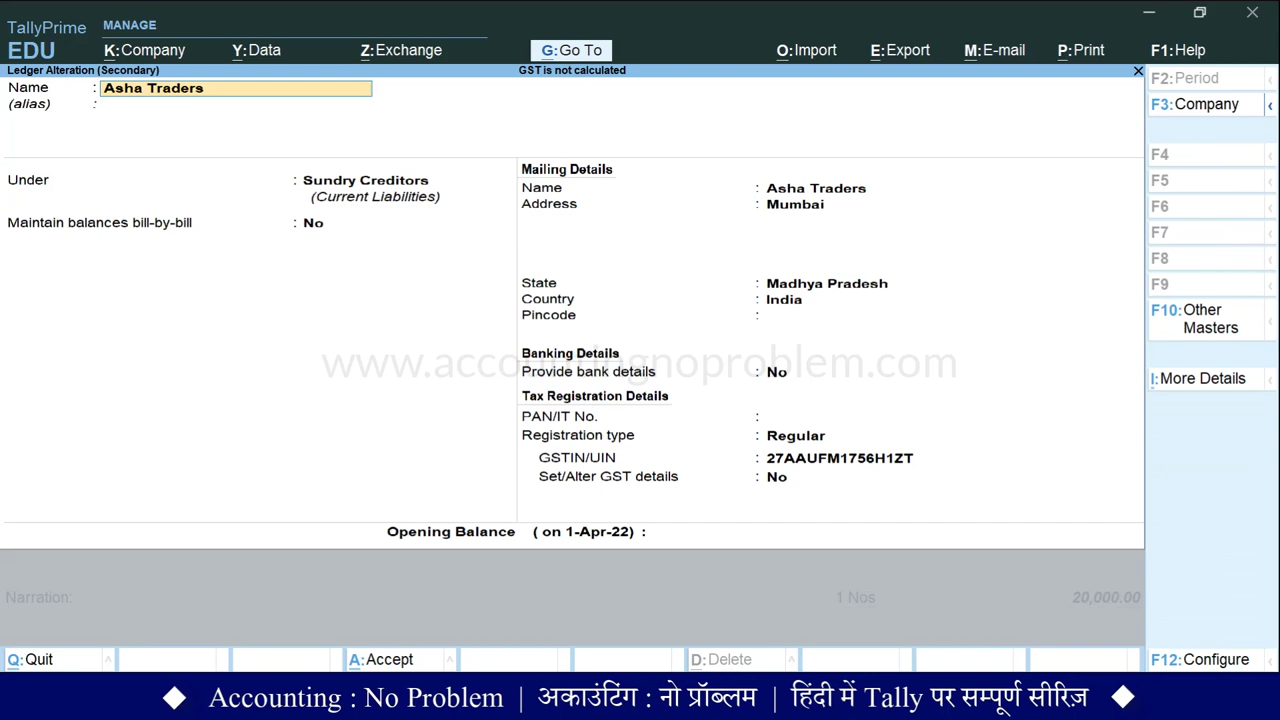 TallyPrime MANAGE
EDU K:Company Y:Data Z:Exchange G:Go To O:Import E:Export M:E-mail P:Print F1:Help
Ledger Alteration (Secondary) GST is not calculated
Name : Asha Traders
(alias) :
Under : Sundry Creditors
(Current Liabilities)
Maintain balances bill-by-bill : No
Mailing Details
Name : Asha Traders
Address : Mumbai
State : Madhya Pradesh
Country : India
Pincode :
Banking Details
Provide bank details : No
Tax Registration Details
PAN/IT No. :
Registration type : Regular
GSTIN/UIN : 27AAUFM1756H1ZT
Set/Alter GST details : No
Opening Balance ( on 1-Apr-22) :
www.accountingnoproblem.com
Narration: 1 Nos 20,000.00
F2:Period
F3:Company
F4
F5
F6
F7
F8
F9
F10:Other
Masters
I:More Details
Q:Quit A:Accept D:Delete F12:Configure
Accounting : No Problem | अकाउंटिंग : नो प्रॉब्लम | हिंदी में Tally पर सम्पूर्ण सीरिज़